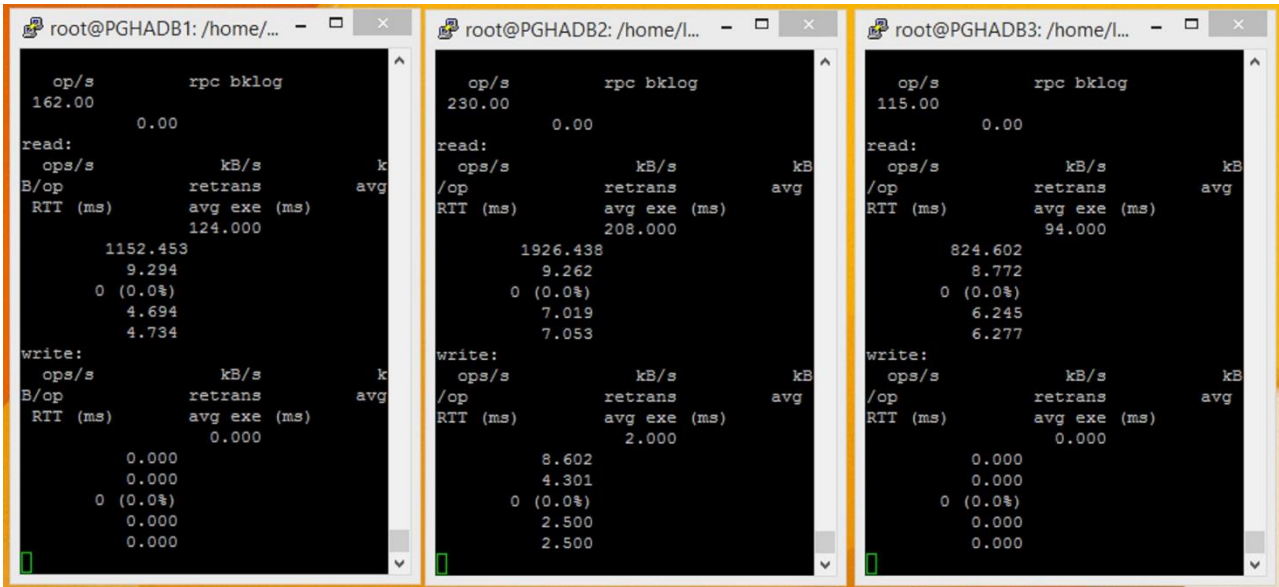 root@PGHADB1: /home/...
op/s rpc bklog
162.00
0.00
read:
ops/s kB/s k
B/op retrans avg
RTT (ms) avg exe (ms)
124.000
1152.453
9.294
0 (0.0%)
4.694
4.734
write:
ops/s kB/s k
B/op retrans avg
RTT (ms) avg exe (ms)
0.000
0.000
0.000
0 (0.0%)
0.000
0.000
root@PGHADB2: /home/l...
op/s rpc bklog
230.00
0.00
read:
ops/s kB/s kB
/op retrans avg
RTT (ms) avg exe (ms)
208.000
1926.438
9.262
0 (0.0%)
7.019
7.053
write:
ops/s kB/s kB
/op retrans avg
RTT (ms) avg exe (ms)
2.000
8.602
4.301
0 (0.0%)
2.500
2.500
root@PGHADB3: /home/l...
op/s rpc bklog
115.00
0.00
read:
ops/s kB/s kB
/op retrans avg
RTT (ms) avg exe (ms)
94.000
824.602
8.772
0 (0.0%)
6.245
6.277
write:
ops/s kB/s kB
/op retrans avg
RTT (ms) avg exe (ms)
0.000
0.000
0.000
0 (0.0%)
0.000
0.000